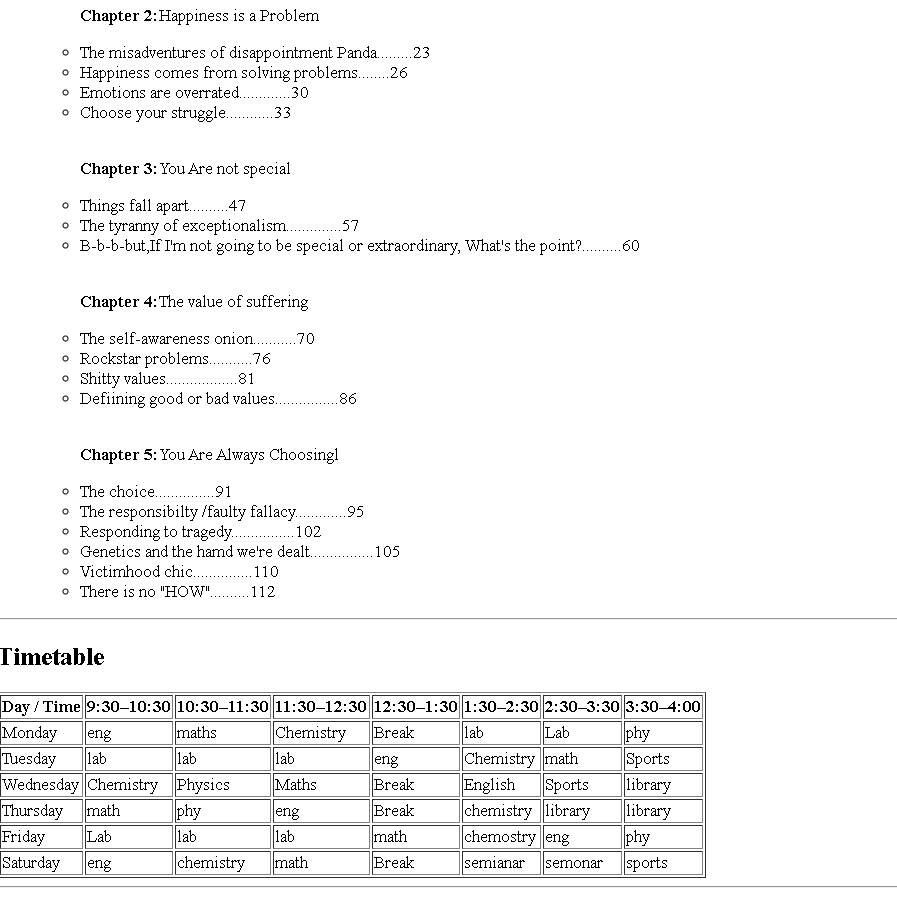 Chapter 2:Happiness is a Problem
The misadventures of disappointment Panda........23
Happiness comes from solving problems........26
Emotions are overrated.............30
Choose your struggle............33
Chapter 3: You Are not special
Things fall apart..........47
The tyranny of exceptionalism..............57
B-b-b-but,If I'm not going to be special or extraordinary, What's the point?..........60
Chapter 4:The value of suffering
The self-awareness onion...........70
Rockstar problems...........76
Shitty values..................81
Defiining good or bad values................86
Chapter 5: You Are Always Choosingl
The choice...............91
The responsibilty /faulty fallacy.............95
Responding to tragedy................102
Genetics and the hamd we're dealt................105
Victimhood chic...............110
There is no "HOW"..........112
Timetable
Day / Time 9:30–10:30 10:30–11:30 11:30–12:30 12:30–1:30 1:30–2:30 2:30–3:30 3:30–4:00
Monday eng maths Chemistry Break lab Lab phy
Tuesday lab lab lab eng Chemistry math Sports
Wednesday Chemistry Physics Maths Break English Sports library
Thursday math phy eng Break chemistry library library
Friday Lab lab lab math chemostry eng phy
Saturday eng chemistry math Break semianar semonar sports